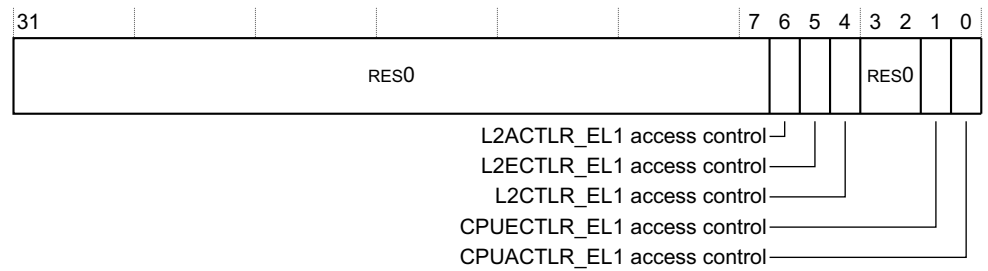 31 7 6 5 4 3 2 1 0
RES0 RES0
L2ACTLR_EL1 access control
L2ECTLR_EL1 access control
L2CTLR_EL1 access control
CPUECTLR_EL1 access control
CPUACTLR_EL1 access control